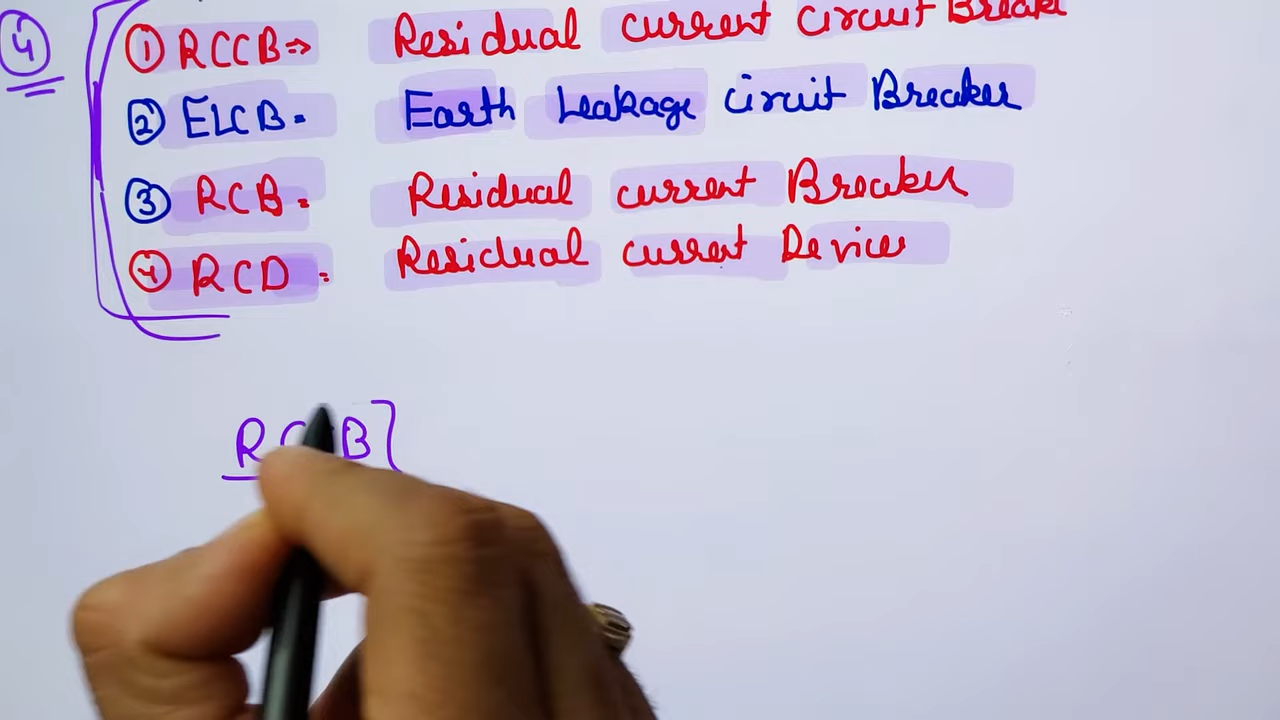 ④ ① RCCB ⇒ Residual current Circuit Breake
② ELCB = Earth Leakage Circuit Breaker
③ RCB = Residual current Breaker
④ RCD = Residual current Device